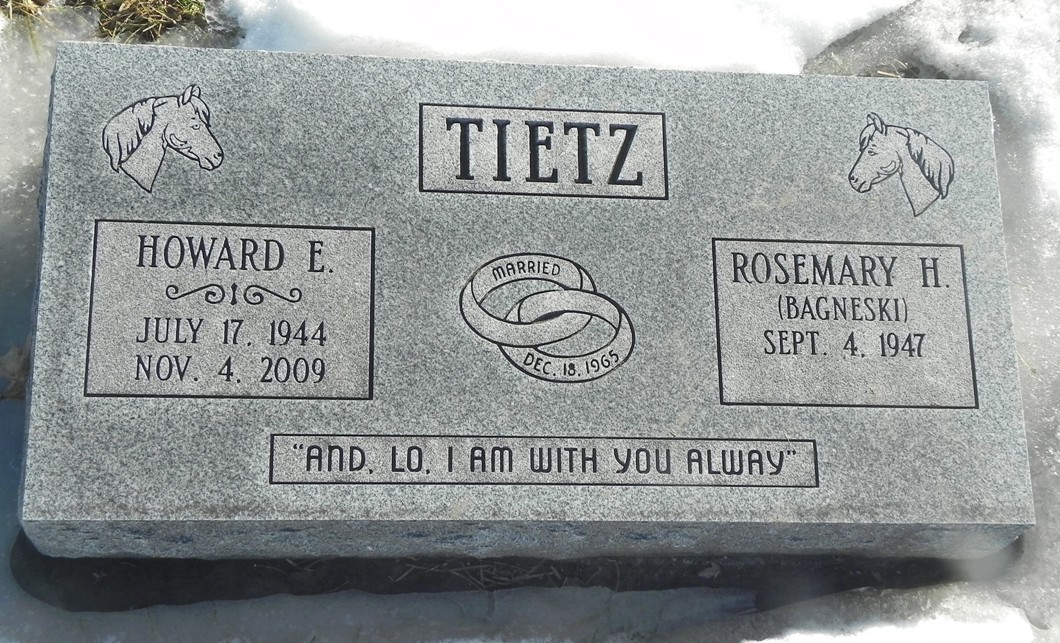 TIETZ
HOWARD E.
JULY 17, 1944
NOV. 4, 2009
MARRIED
DEC. 18, 1965
ROSEMARY H.
(BAGNESKI)
SEPT. 4, 1947
"AND, LO, I AM WITH YOU ALWAY"